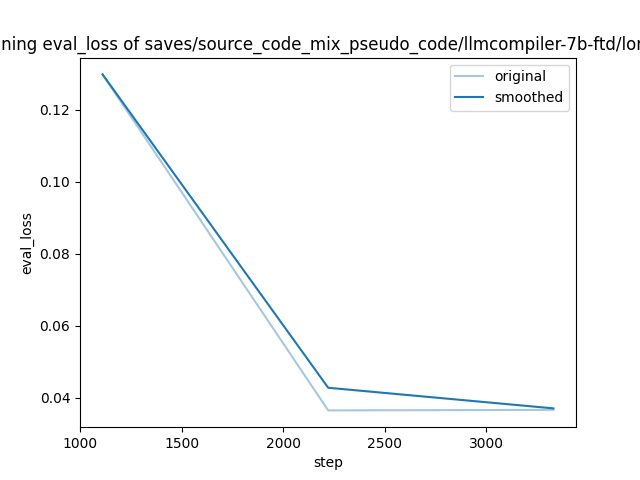 ning eval_loss of saves/source_code_mix_pseudo_code/llmcompiler-7b-ftd/lor
original
smoothed
0.12
0.10
0.08
0.06
0.04
eval_loss
1000
1500
2000
2500
3000
step